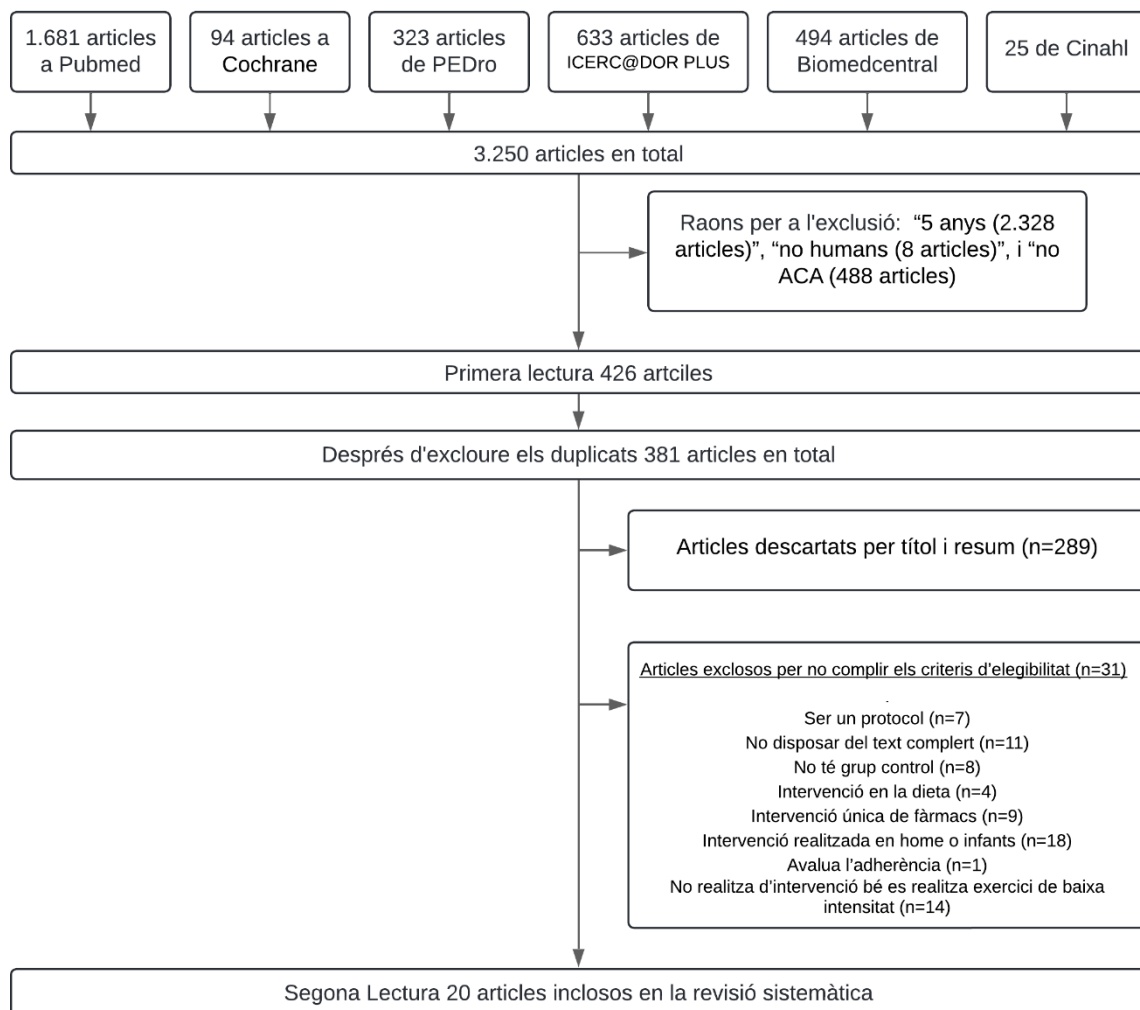 1.681 articles
a Pubmed
94 articles a
Cochrane
323 articles
de PEDro
633 articles de
ICERC@DOR PLUS
494 articles de
Biomedcentral
25 de Cinahl
3.250 articles en total
Raons per a l'exclusió: “5 anys (2.328
articles)”, “no humans (8 articles)”, i “no
ACA (488 articles)
Primera lectura 426 artciles
Després d'excloure els duplicats 381 articles en total
Articles descartats per títol i resum (n=289)
Articles exclosos per no complir els criteris d’elegibilitat (n=31)
.
Ser un protocol (n=7)
No disposar del text complert (n=11)
No té grup control (n=8)
Intervenció en la dieta (n=4)
Intervenció única de fàrmacs (n=9)
Intervenció realitzada en home o infants (n=18)
Avalua l’adherència (n=1)
No realitza d’intervenció bé es realitza exercici de baixa
intensitat (n=14)
Segona Lectura 20 articles inclosos en la revisió sistemàtica